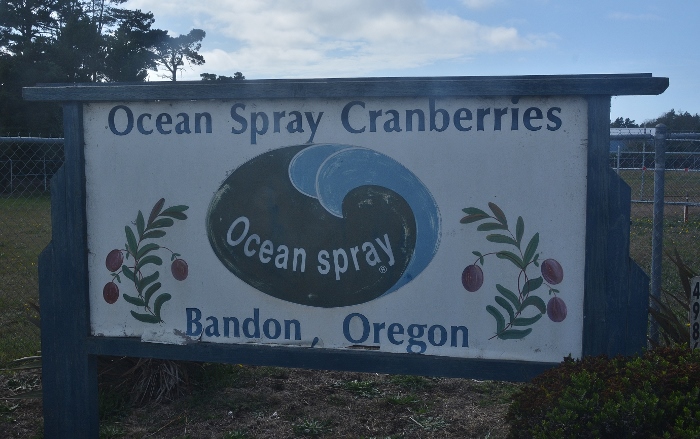 Ocean Spray Cranberries
Ocean spray®
Bandon, Oregon